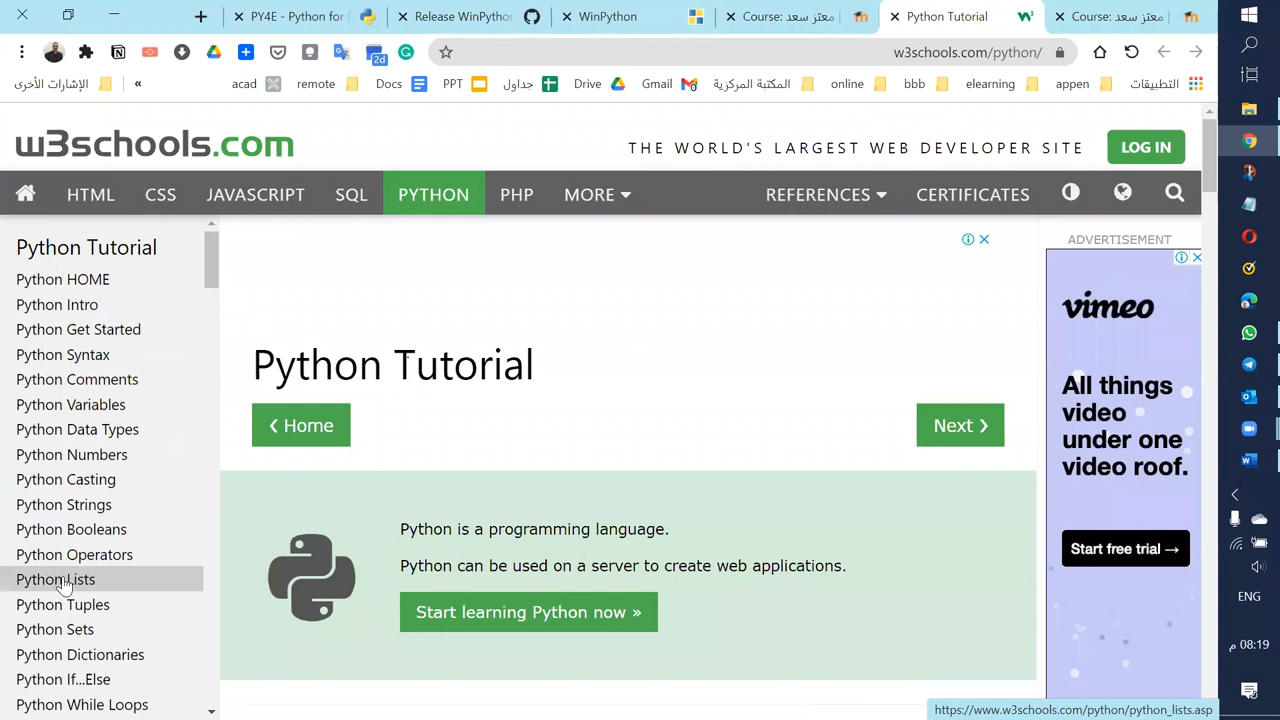 PY4E - Python for
Release WinPytho
WinPython
Course: معتز سعد
Python Tutorial
Course: معتز سعد
2d
w3schools.com/python/
الإشارات الأخرى
«
acad
remote
Docs
PPT
جداول
Drive
Gmail
المكتبة المركزية
online
bbb
elearning
appen
التطبيقات
w3schools.com
THE WORLD'S LARGEST WEB DEVELOPER SITE
LOG IN
HTML
CSS
JAVASCRIPT
SQL
PYTHON
PHP
MORE
REFERENCES
CERTIFICATES
Python Tutorial
Python HOME
Python Intro
Python Get Started
Python Syntax
Python Comments
Python Variables
Python Data Types
Python Numbers
Python Casting
Python Strings
Python Booleans
Python Operators
Python Lists
Python Tuples
Python Sets
Python Dictionaries
Python If...Else
Python While Loops
Python Tutorial
❮ Home
Next ❯
Python is a programming language.
Python can be used on a server to create web applications.
Start learning Python now »
ADVERTISEMENT
vimeo
All things
video
under one
video roof.
Start free trial →
https://www.w3schools.com/python/python_lists.asp
ENG
08:19 م